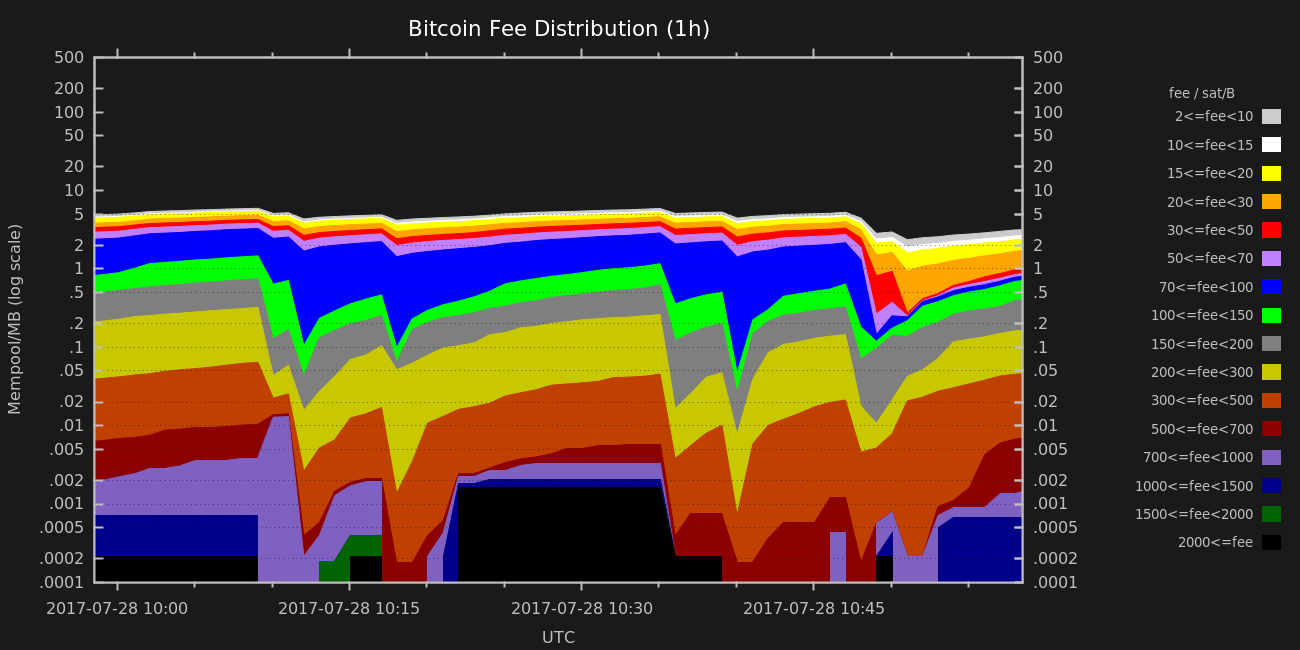 Bitcoin Fee Distribution (1h)
500 500
200 200
100 100
50 50
20 20
10 10
5 5
2 2
1 1
.5 .5
.2 .2
.1 .1
.05 .05
.02 .02
.01 .01
.005 .005
.002 .002
.001 .001
.0005 .0005
.0002 .0002
.0001 .0001
Mempool/MB (log scale)
2017-07-28 10:00 2017-07-28 10:15 2017-07-28 10:30 2017-07-28 10:45
UTC
fee / sat/B
2<=fee<10
10<=fee<15
15<=fee<20
20<=fee<30
30<=fee<50
50<=fee<70
70<=fee<100
100<=fee<150
150<=fee<200
200<=fee<300
300<=fee<500
500<=fee<700
700<=fee<1000
1000<=fee<1500
1500<=fee<2000
2000<=fee